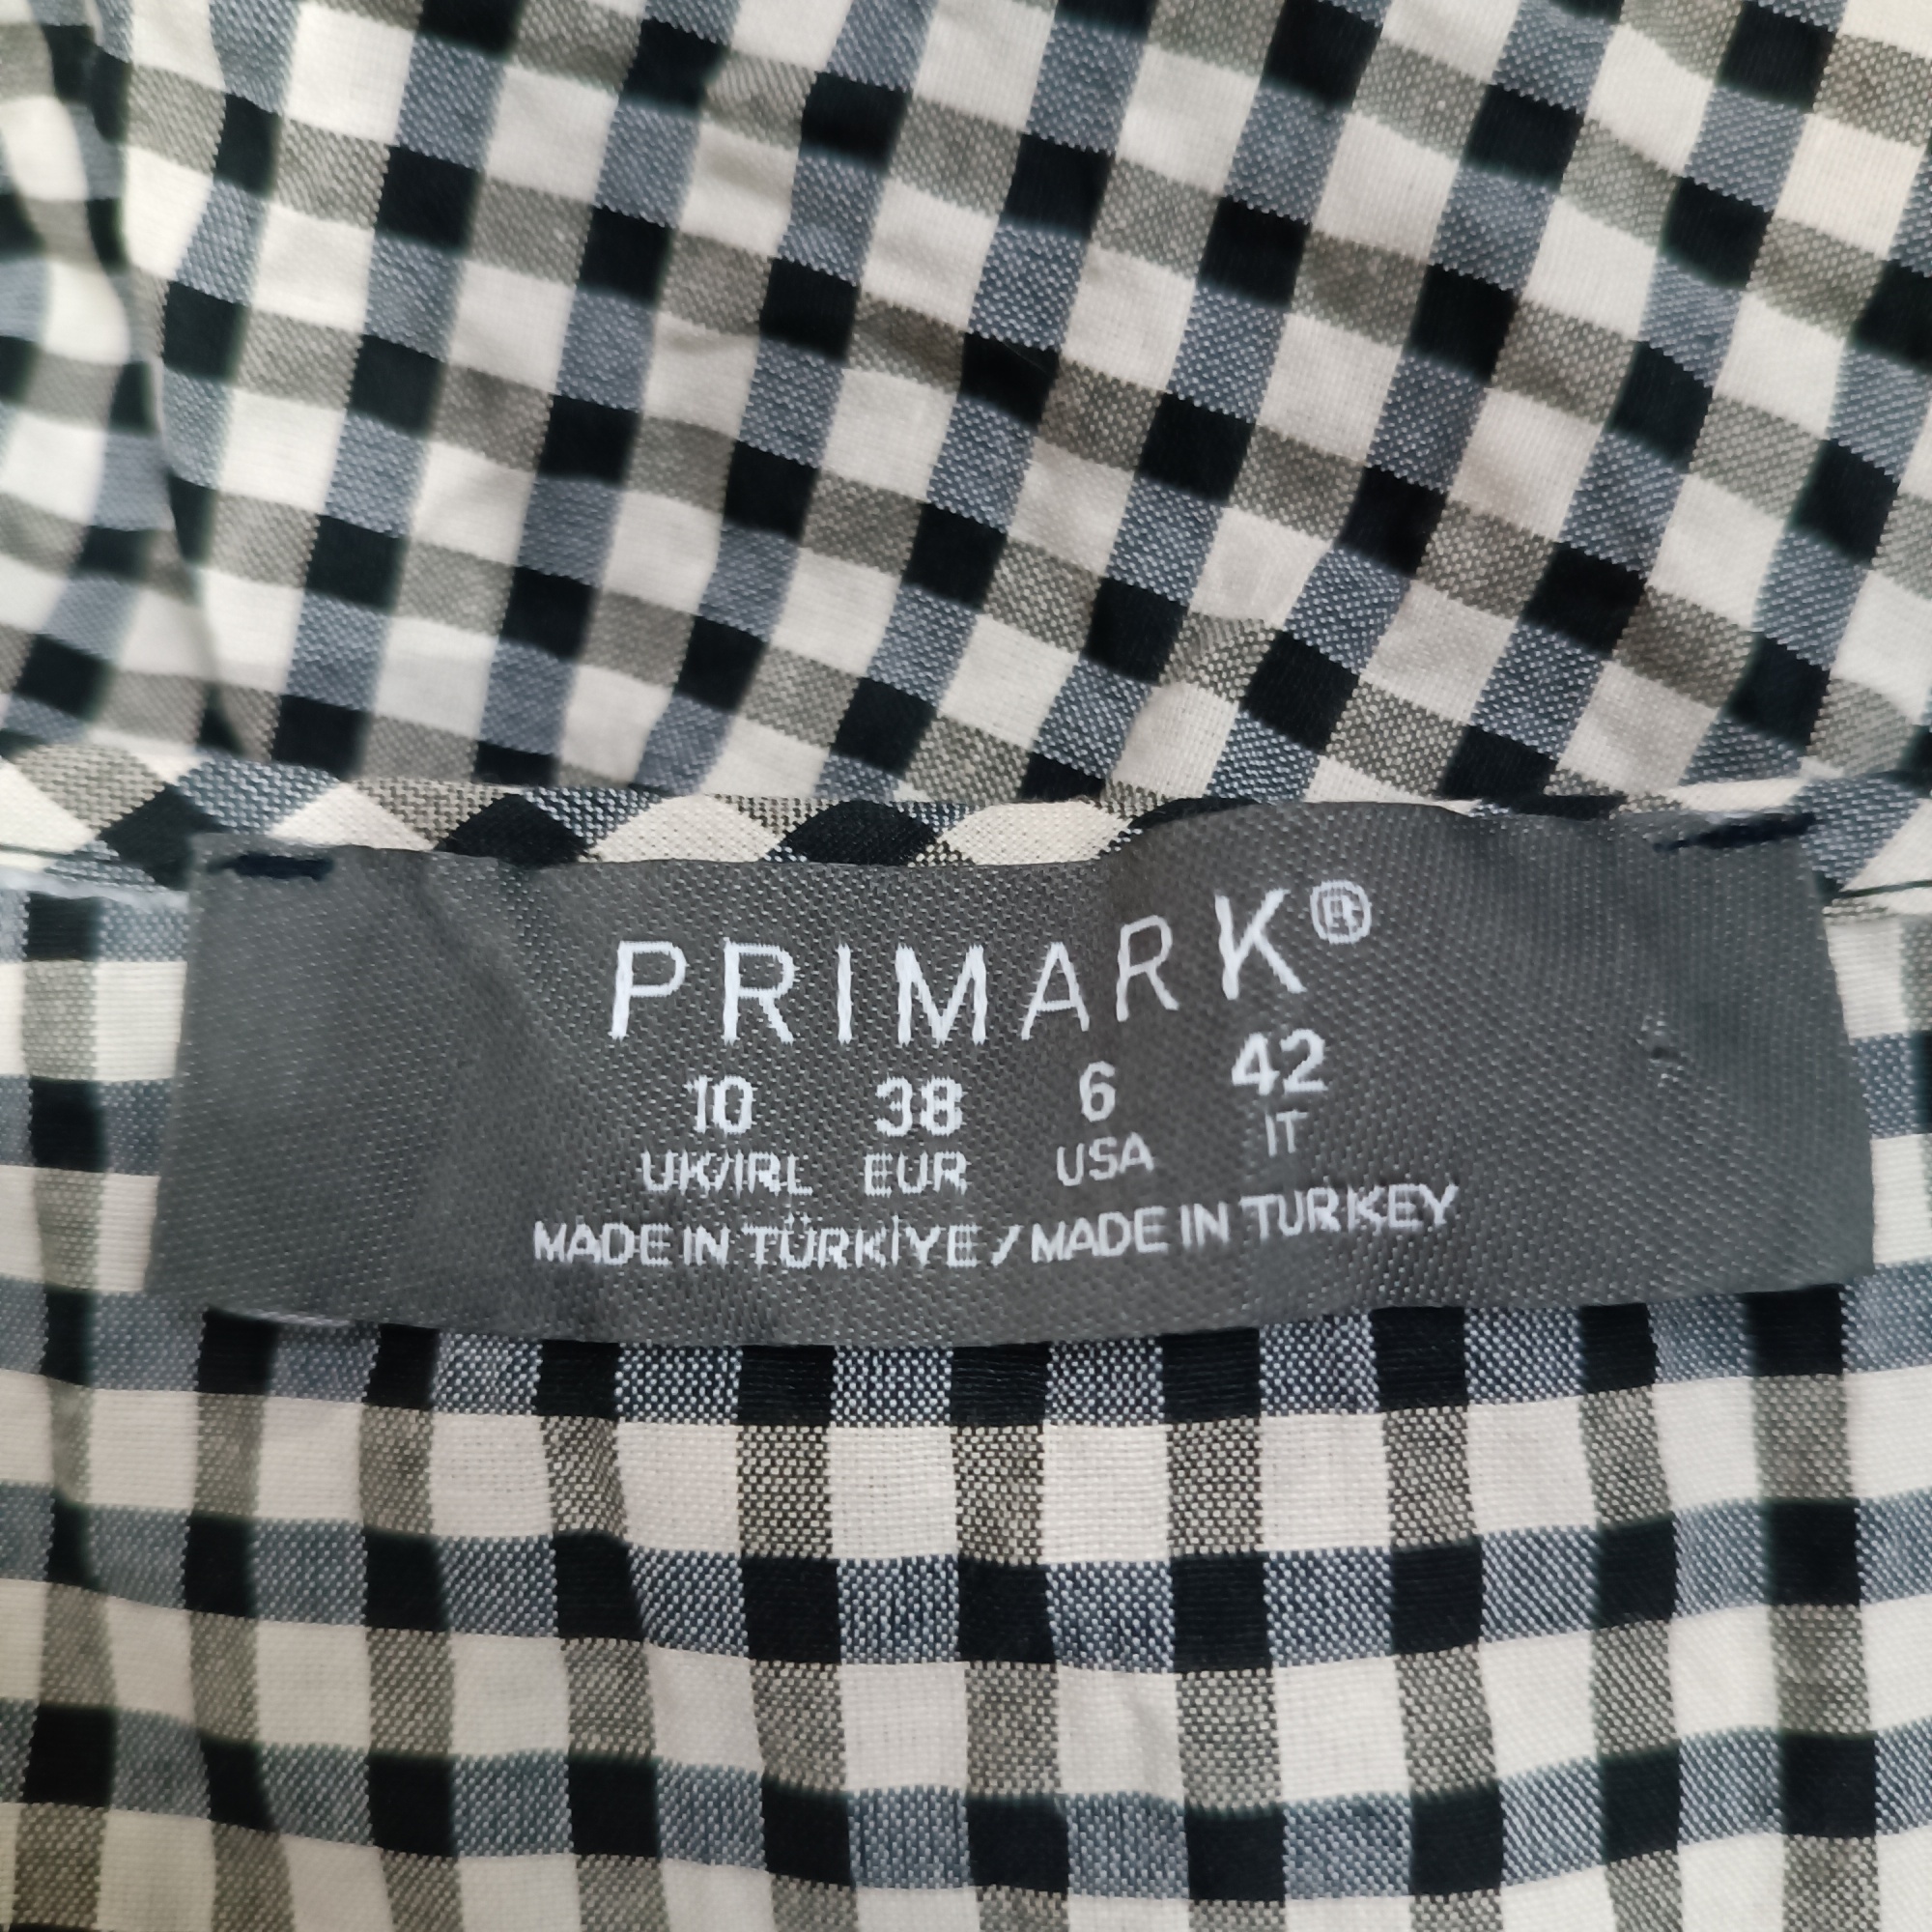 PRIMARK®
10 38 6 42
UK/IRL EUR USA IT
MADE IN TÜRKİYE / MADE IN TURKEY